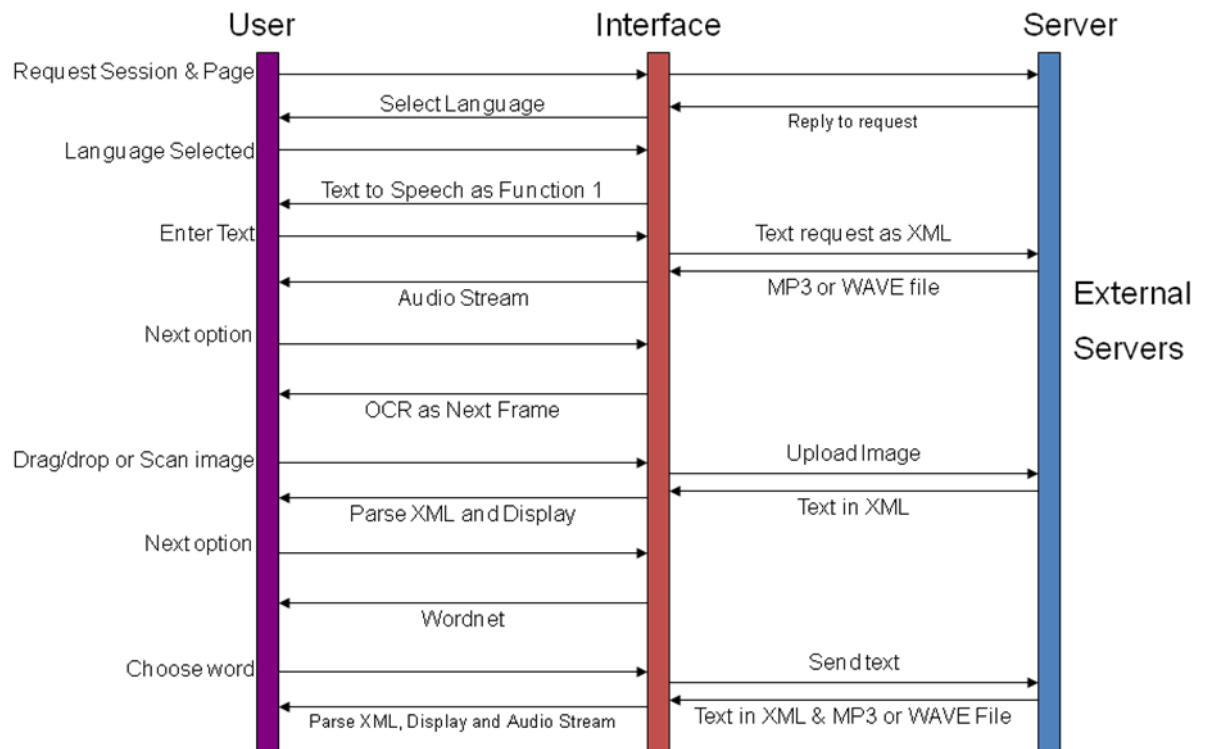 User
Interface
Server
Request Session & Page
Select Language
Reply to request
Language Selected
Text to Speech as Function 1
Enter Text
Text request as XML
MP3 or WAVE file
Audio Stream
External
Servers
Next option
OCR as Next Frame
Drag/drop or Scan image
Upload Image
Text in XML
Parse XML and Display
Next option
Wordnet
Choose word
Send text
Text in XML & MP3 or WAVE File
Parse XML, Display and Audio Stream